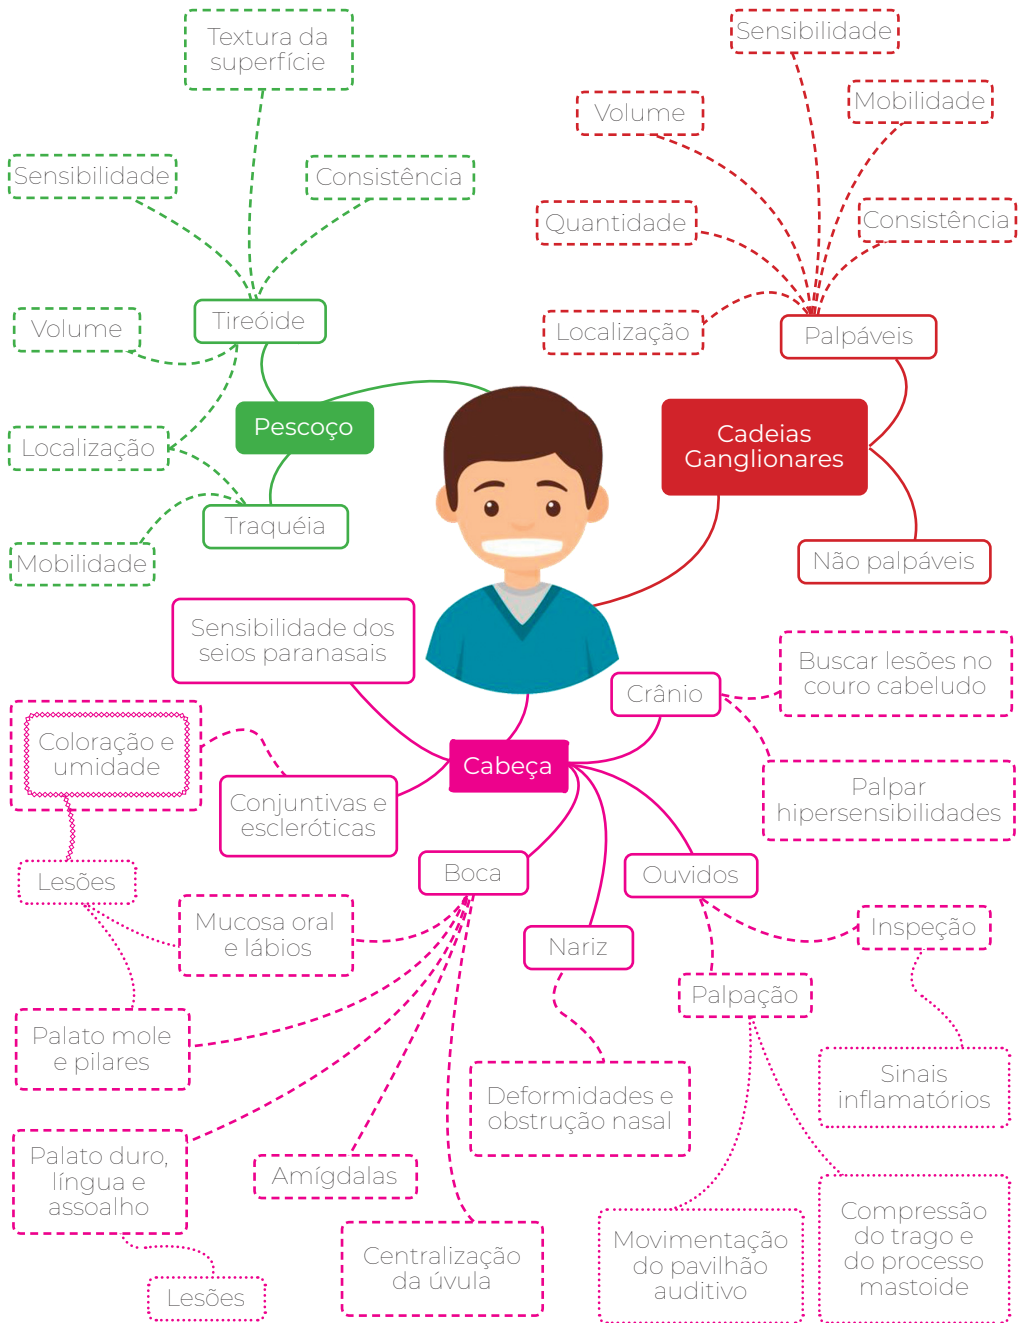 Textura da
superfície
Sensibilidade
Consistência
Volume
Tireóide
Pescoço
Localização
Traquéia
Mobilidade
Sensibilidade
Volume
Mobilidade
Quantidade
Consistência
Localização
Palpáveis
Cadeias
Ganglionares
Não palpáveis
Sensibilidade dos
seios paranasais
Crânio
Buscar lesões no
couro cabeludo
Palpar
hipersensibilidades
Cabeça
Coloração e
umidade
Conjuntivas e
escleróticas
Lesões
Boca
Mucosa oral
e lábios
Ouvidos
Nariz
Inspeção
Palpação
Palato mole
e pilares
Deformidades e
obstrução nasal
Sinais
inflamatórios
Palato duro,
língua e
assoalho
Amígdalas
Lesões
Centralização
da úvula
Movimentação
do pavilhão
auditivo
Compressão
do trago e
do processo
mastoide